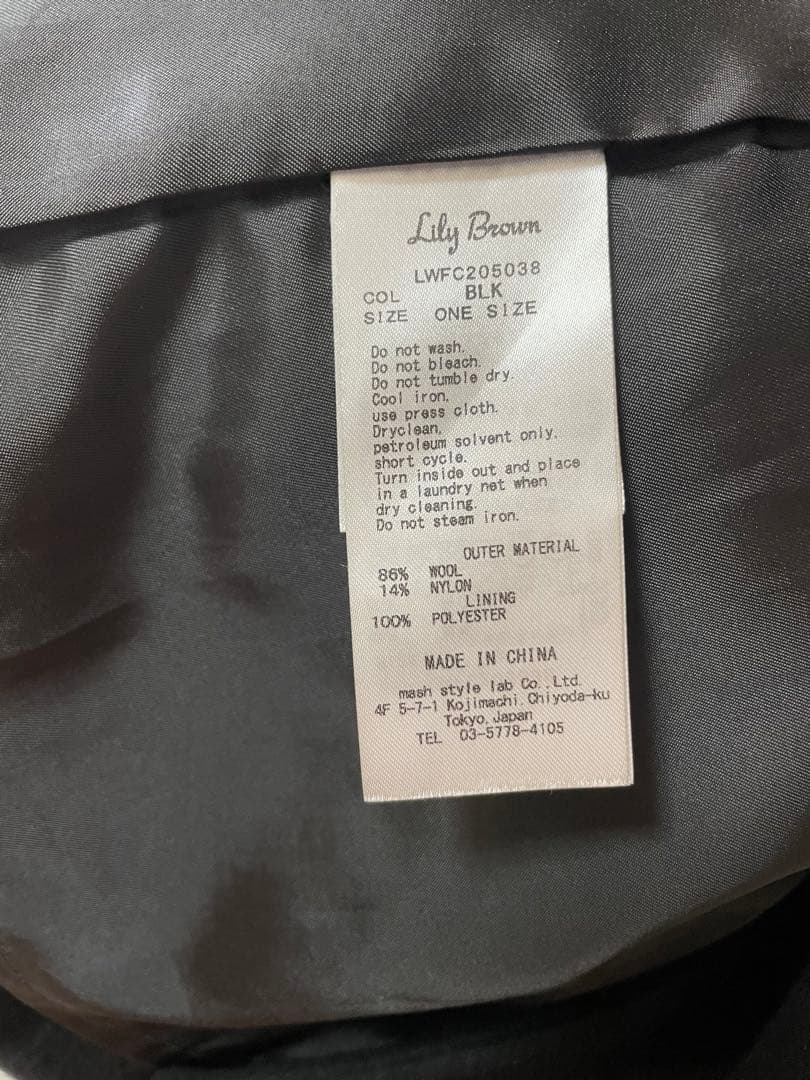 Lily Brown
LWFC205038
COL BLK
SIZE ONE SIZE
Do not wash.
Do not bleach.
Do not tumble dry.
Cool iron,
use press cloth.
Dryclean,
petroleum solvent only,
short cycle.
Turn inside out and place
in a laundry net when
dry cleaning.
Do not steam iron.
OUTER MATERIAL
86% WOOL
14% NYLON
LINING
100% POLYESTER
MADE IN CHINA
mash style lab Co.,Ltd.
4F 5-7-1 Kojimachi,Chiyoda-ku
Tokyo,Japan
TEL 03-5778-4105